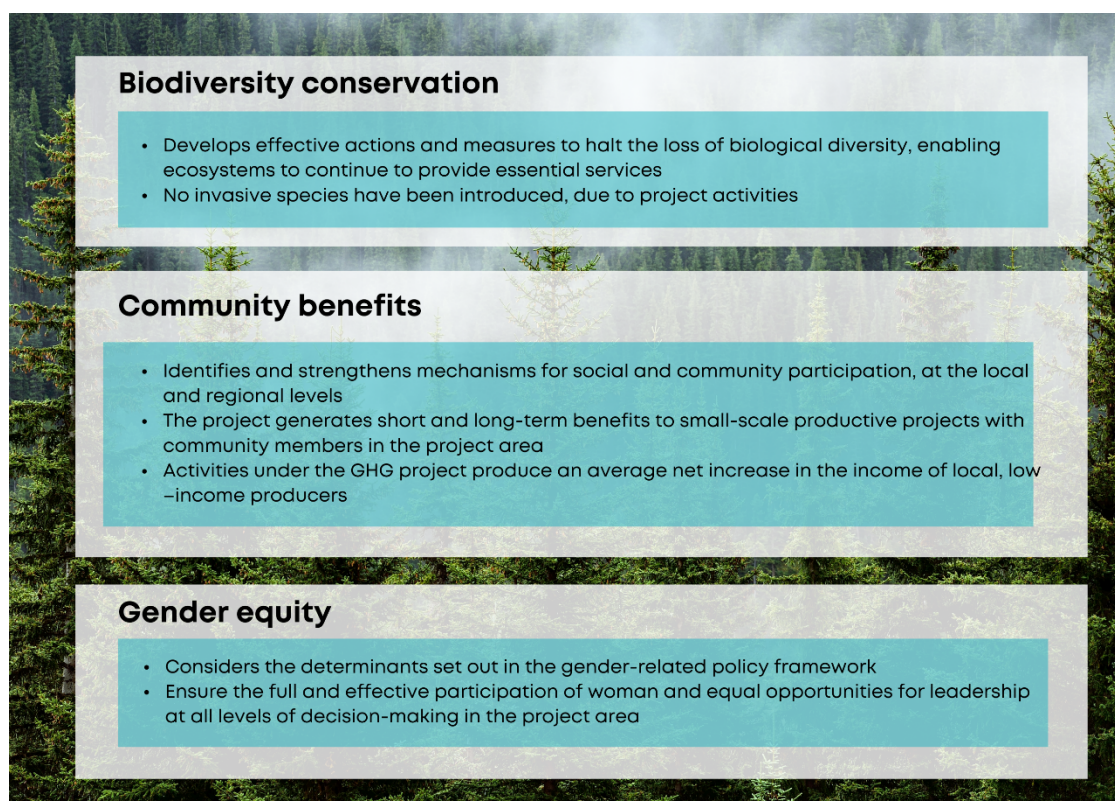 Biodiversity conservation
• Develops effective actions and measures to halt the loss of biological diversity, enabling
ecosystems to continue to provide essential services
• No invasive species have been introduced, due to project activities
Community benefits
• Identifies and strengthens mechanisms for social and community participation, at the local
and regional levels
• The project generates short and long-term benefits to small-scale productive projects with
community members in the project area
• Activities under the GHG project produce an average net increase in the income of local, low
–income producers
Gender equity
• Considers the determinants set out in the gender-related policy framework
• Ensure the full and effective participation of woman and equal opportunities for leadership
at all levels of decision-making in the project area